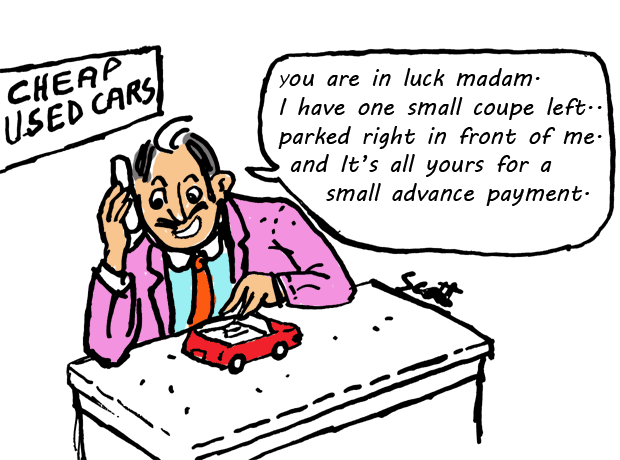 CHEAP
USED CARS
you are in luck madam.
I have one small coupe left..
parked right in front of me.
and It's all yours for a
small advance payment.
Scott